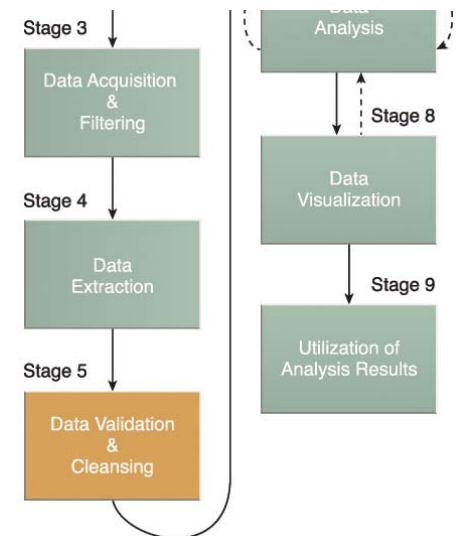 Stage 3
Data Acquisition
&
Filtering
Stage 4
Data
Extraction
Stage 5
Data Validation
&
Cleansing
Data
Analysis
Stage 8
Data
Visualization
Stage 9
Utilization of
Analysis Results